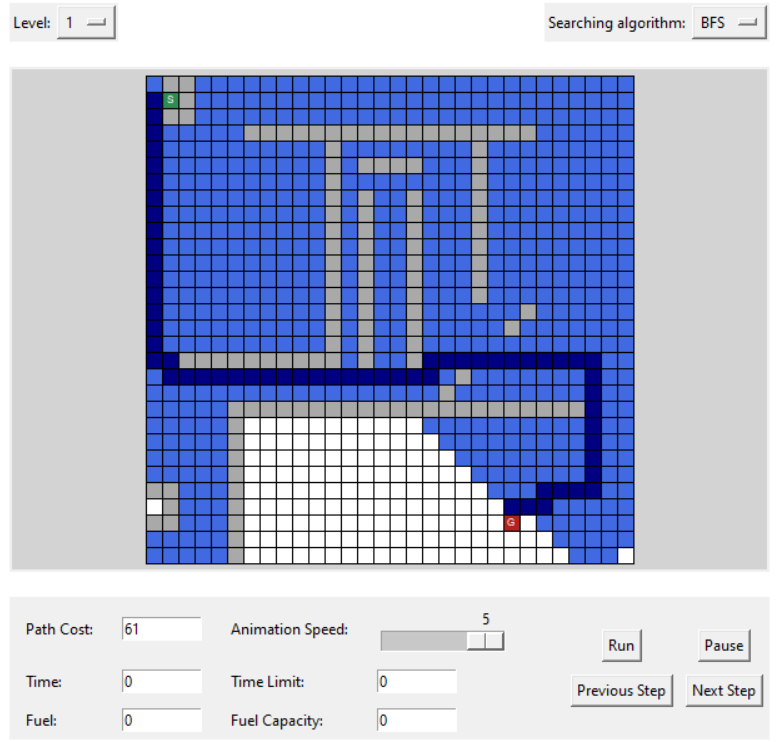 Level: 1 Searching algorithm: BFS
S
G
Path Cost: 61 Animation Speed: 5 Run Pause
Time: 0 Time Limit: 0 Previous Step Next Step
Fuel: 0 Fuel Capacity: 0